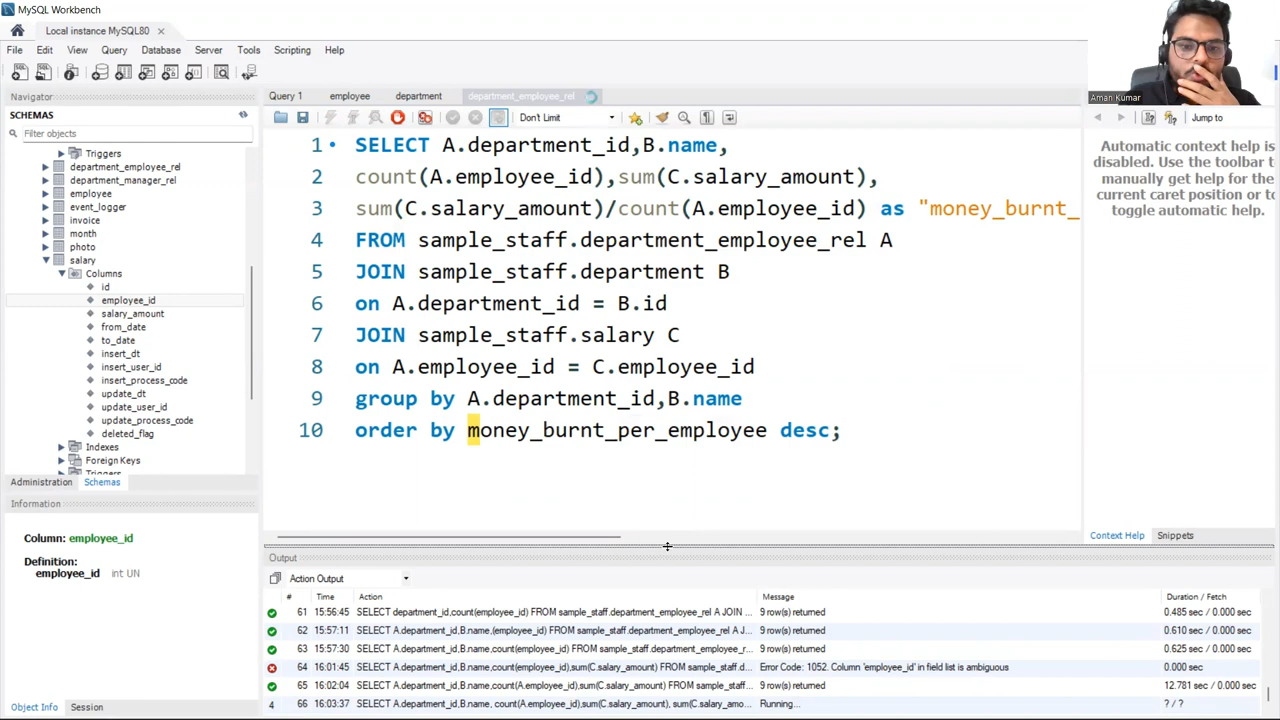 MySQL Workbench
Local instance MySQL80
File Edit View Query Database Server Tools Scripting Help
Aman Kumar
Navigator
Query 1 employee department department_employee_rel
SCHEMAS
Don't Limit
Jump to
Filter objects
Triggers
department_employee_rel
department_manager_rel
employee
event_logger
invoice
month
photo
salary
Columns
id
employee_id
salary_amount
from_date
to_date
insert_dt
insert_user_id
insert_process_code
update_dt
update_user_id
update_process_code
deleted_flag
Indexes
Foreign Keys
Triggers
Administration Schemas
Information
Column: employee_id
Definition:
employee_id int UN
Object Info Session
1 SELECT A.department_id,B.name,
2 count(A.employee_id),sum(C.salary_amount),
3 sum(C.salary_amount)/count(A.employee_id) as "money_burnt_
4 FROM sample_staff.department_employee_rel A
5 JOIN sample_staff.department B
6 on A.department_id = B.id
7 JOIN sample_staff.salary C
8 on A.employee_id = C.employee_id
9 group by A.department_id,B.name
10 order by money_burnt_per_employee desc;
Automatic context help is
disabled. Use the toolbar t
manually get help for the
current caret position or to
toggle automatic help.
Context Help Snippets
Output
Action Output
# Time Action Message Duration / Fetch
61 15:56:45 SELECT department_id,count(employee_id) FROM sample_staff.department_employee_rel A JOIN ... 9 row(s) returned 0.485 sec / 0.000 sec
62 15:57:11 SELECT A.department_id,B.name,(employee_id) FROM sample_staff.department_employee_rel A J... 9 row(s) returned 0.610 sec / 0.000 sec
63 15:57:30 SELECT A.department_id,B.name,count(employee_id) FROM sample_staff.department_employee_r... 9 row(s) returned 0.625 sec / 0.000 sec
64 16:01:45 SELECT A.department_id,B.name,count(employee_id),sum(C.salary_amount) FROM sample_staff.d... Error Code: 1052. Column 'employee_id' in field list is ambiguous 0.000 sec
65 16:02:04 SELECT A.department_id,B.name,count(A.employee_id),sum(C.salary_amount) FROM sample_staff... 9 row(s) returned 12.781 sec / 0.000 sec
66 16:03:37 SELECT A.department_id,B.name, count(A.employee_id),sum(C.salary_amount), sum(C.salary_amo... Running... ? / ?